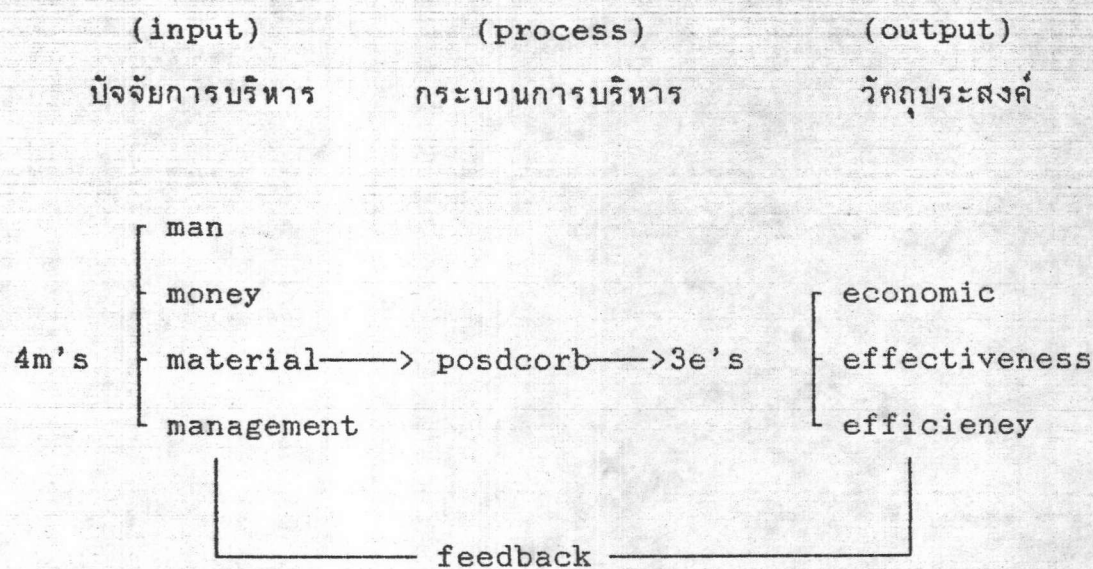 (input) (process) (output)
ปัจจัยการบริหาร กระบวนการบริหาร วัตถุประสงค์
man
money economic
4m's material > posdcorb >3e's effectiveness
management efficieney
feedback